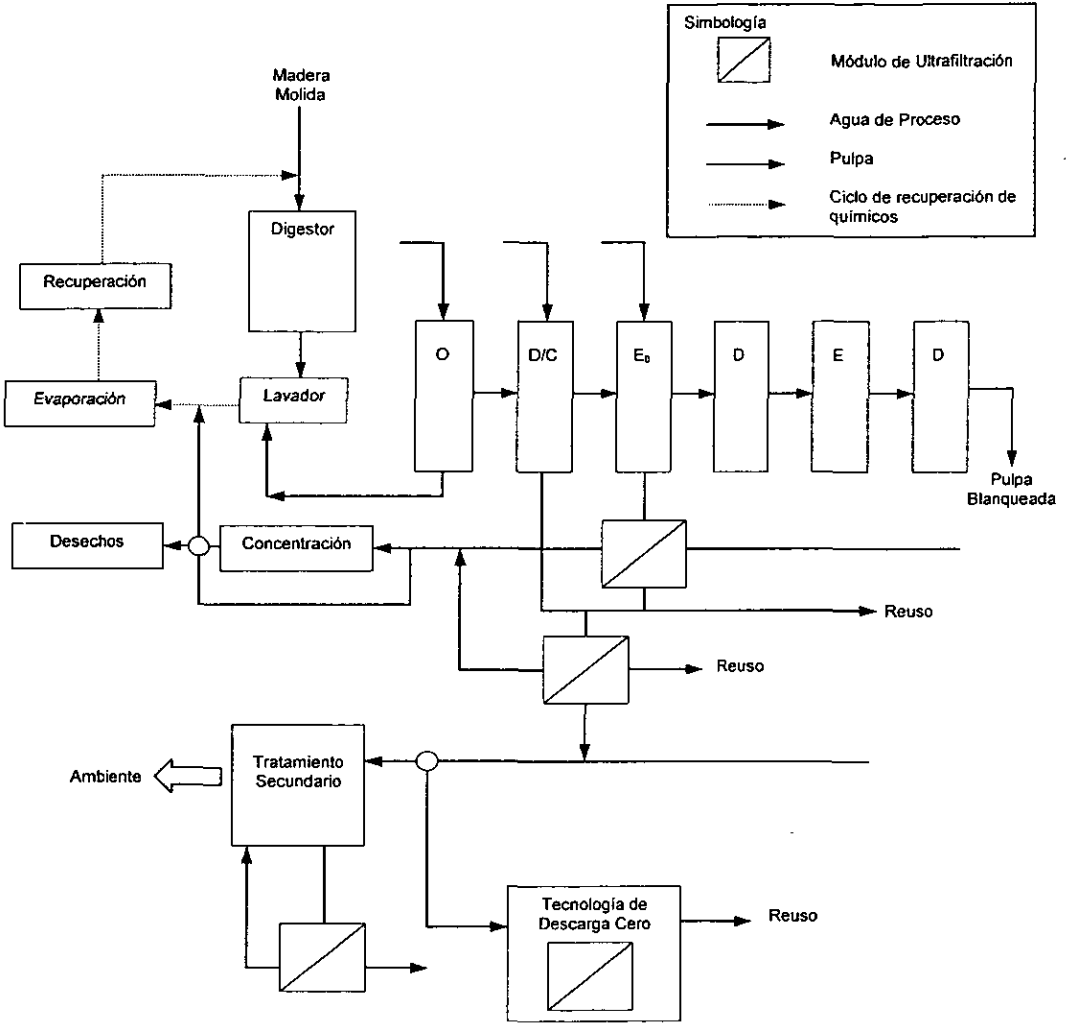 Simbología
Módulo de Ultrafiltración
Agua de Proceso
Pulpa
Ciclo de recuperación de
químicos
Madera
Molida
Digestor
Recuperación
Evaporación
Lavador
O
D/C
E₀
D
E
D
Pulpa
Blanqueada
Desechos
Concentración
Reuso
Reuso
Tratamiento
Secundario
Ambiente
Tecnología de
Descarga Cero
Reuso